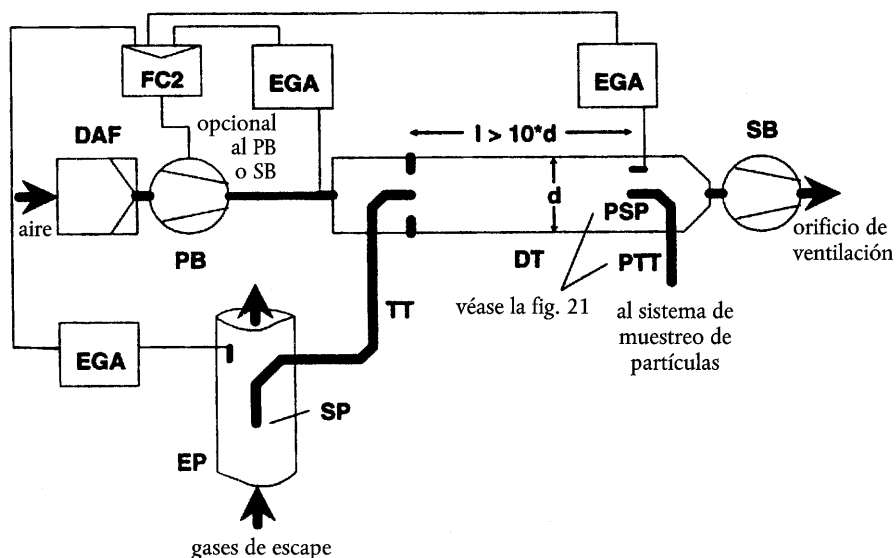 FC2
EGA
EGA
DAF
opcional
al PB
o SB
l > 10*d
SB
aire
PB
d
PSP
DT
PTT
orificio de
ventilación
TT
véase la fig. 21
al sistema de
muestreo de
partículas
EGA
SP
EP
gases de escape